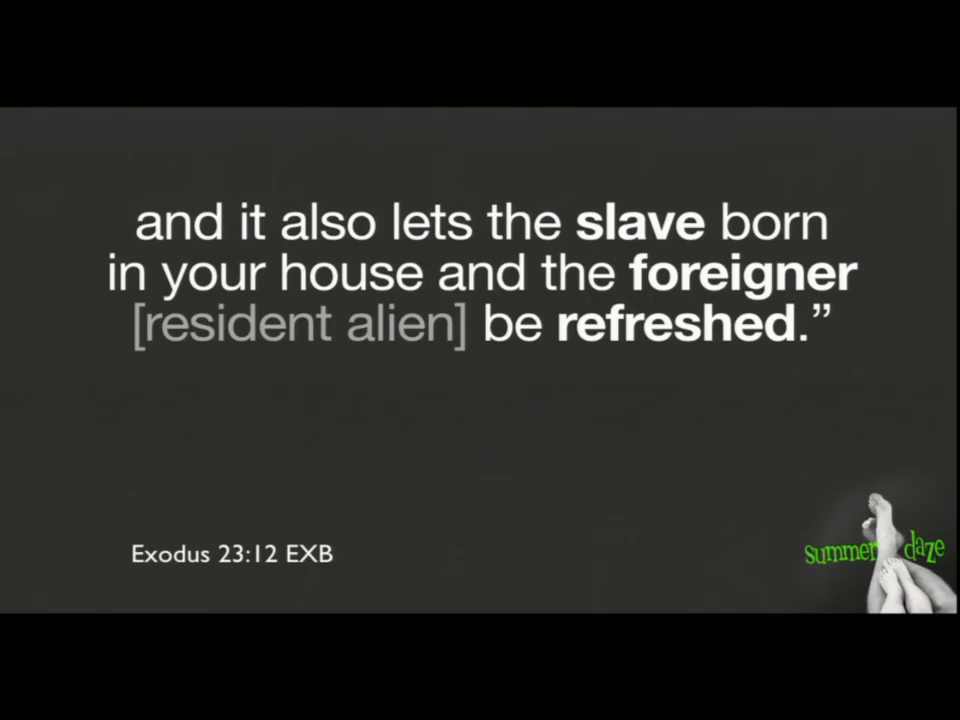 and it also lets the slave born
in your house and the foreigner
[resident alien] be refreshed.”
Exodus 23:12 EXB
summer daze